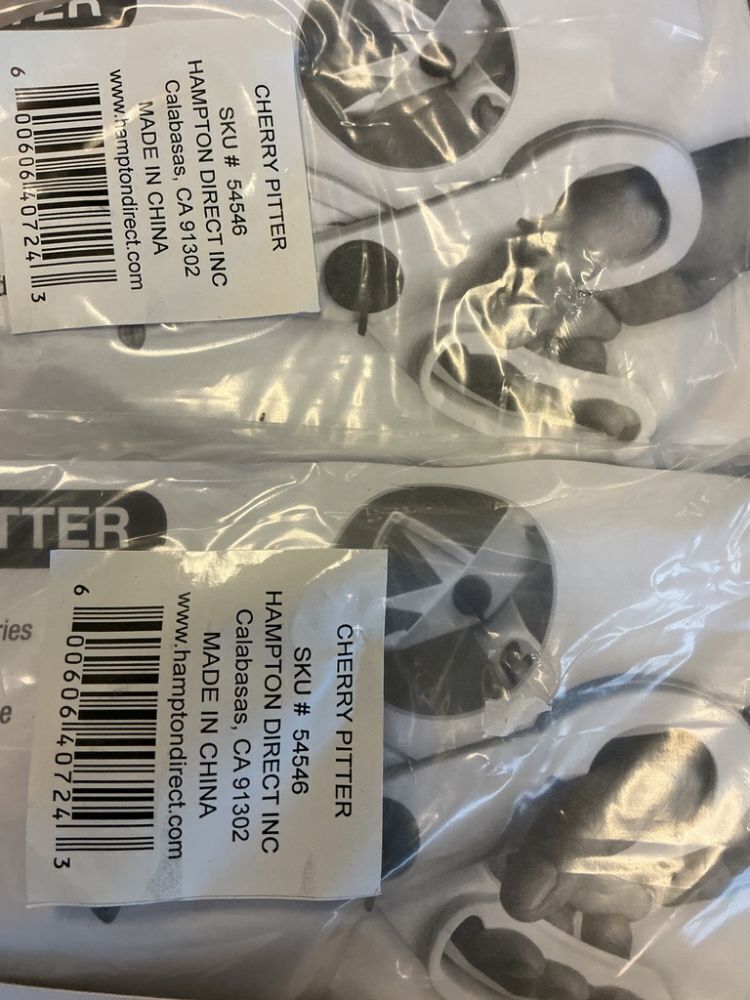 CHERRY PITTER
SKU # 54546
HAMPTON DIRECT INC
Calabasas, CA 91302
MADE IN CHINA
www.hamptondirect.com
6 00606 40724 3
TTER
ries
e
CHERRY PITTER
SKU # 54546
HAMPTON DIRECT INC
Calabasas, CA 91302
MADE IN CHINA
www.hamptondirect.com
6 00606 40724 3